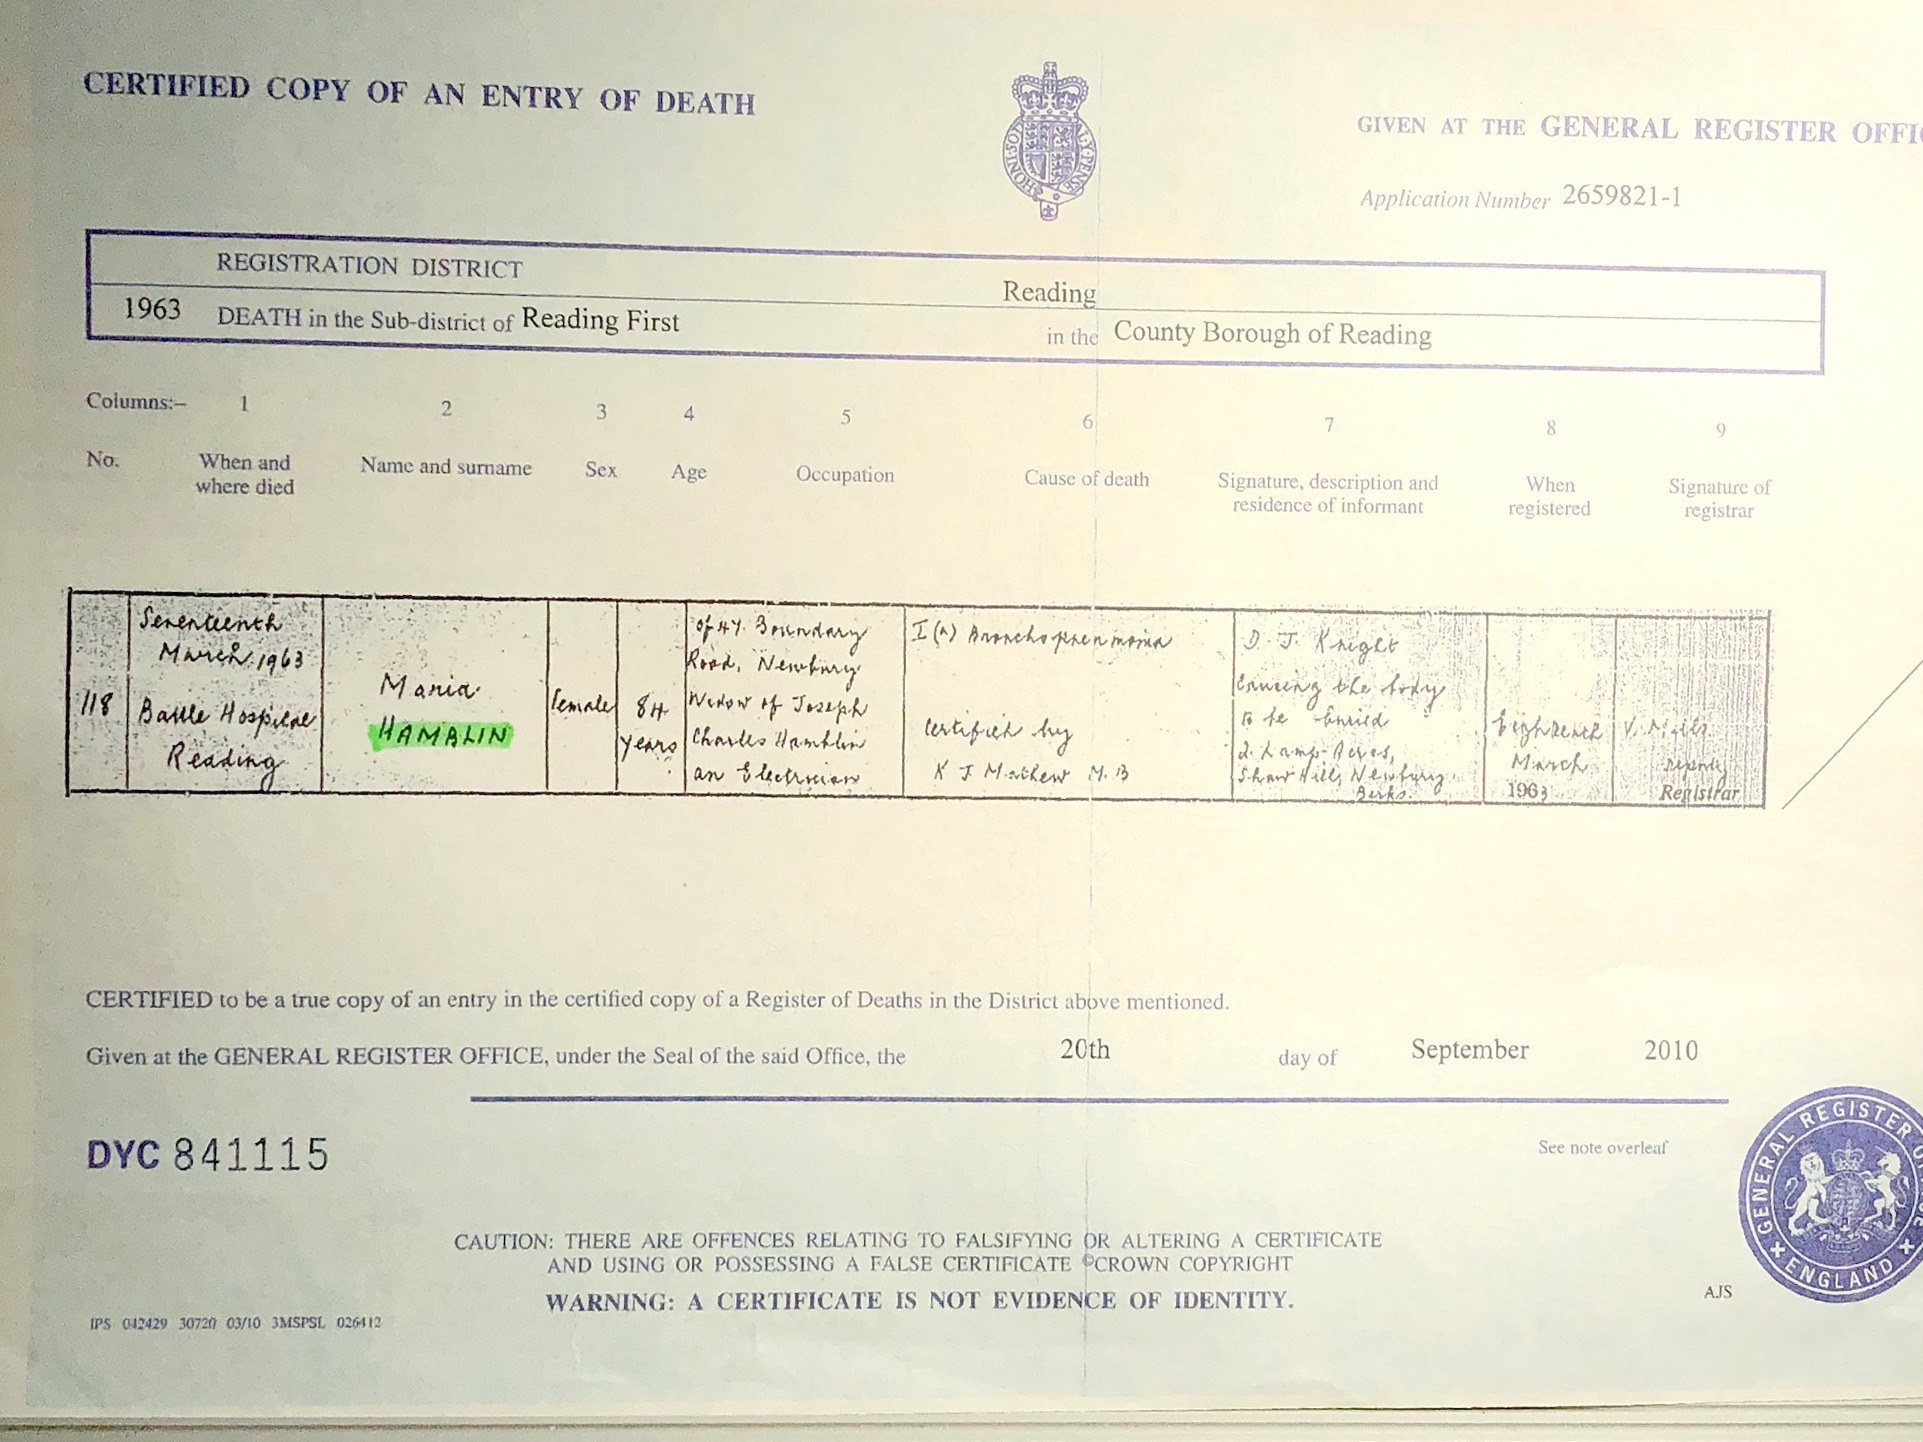 CERTIFIED COPY OF AN ENTRY OF DEATH
HONI·SOIT
AL·Y·PENSE
GIVEN AT THE GENERAL REGISTER OFFIC
Application Number 2659821-1
REGISTRATION DISTRICT
Reading
1963 DEATH in the Sub-district of Reading First in the County Borough of Reading
Columns:– 1 2 3 4 5 6 7 8 9
No. When and where died Name and surname Sex Age Occupation Cause of death Signature, description and residence of informant When registered Signature of registrar
118
Seventeenth
March 1963
Battle Hospital
Reading
Maria
HAMBLIN
female
84
years
of 47 Boundary
Road, Newbury
Widow of Joseph
Charles Hamblin
an Electrician
I (a) Bronchopneumonia
Certified by
K J Mathew M.B
D. J. Knight
Causing the body
to be buried
Shaw Hill, Newbury
Berks.
Eighteenth
March
1963
V. Mills
Deputy
Registrar
CERTIFIED to be a true copy of an entry in the certified copy of a Register of Deaths in the District above mentioned.
Given at the GENERAL REGISTER OFFICE, under the Seal of the said Office, the 20th day of September 2010
DYC 841115
See note overleaf
GENERAL REGISTER OF
ENGLAND
CAUTION: THERE ARE OFFENCES RELATING TO FALSIFYING OR ALTERING A CERTIFICATE
AND USING OR POSSESSING A FALSE CERTIFICATE ©CROWN COPYRIGHT
WARNING: A CERTIFICATE IS NOT EVIDENCE OF IDENTITY.
AJS
IPS 042429 30720 03/10 3MSPSL 026412